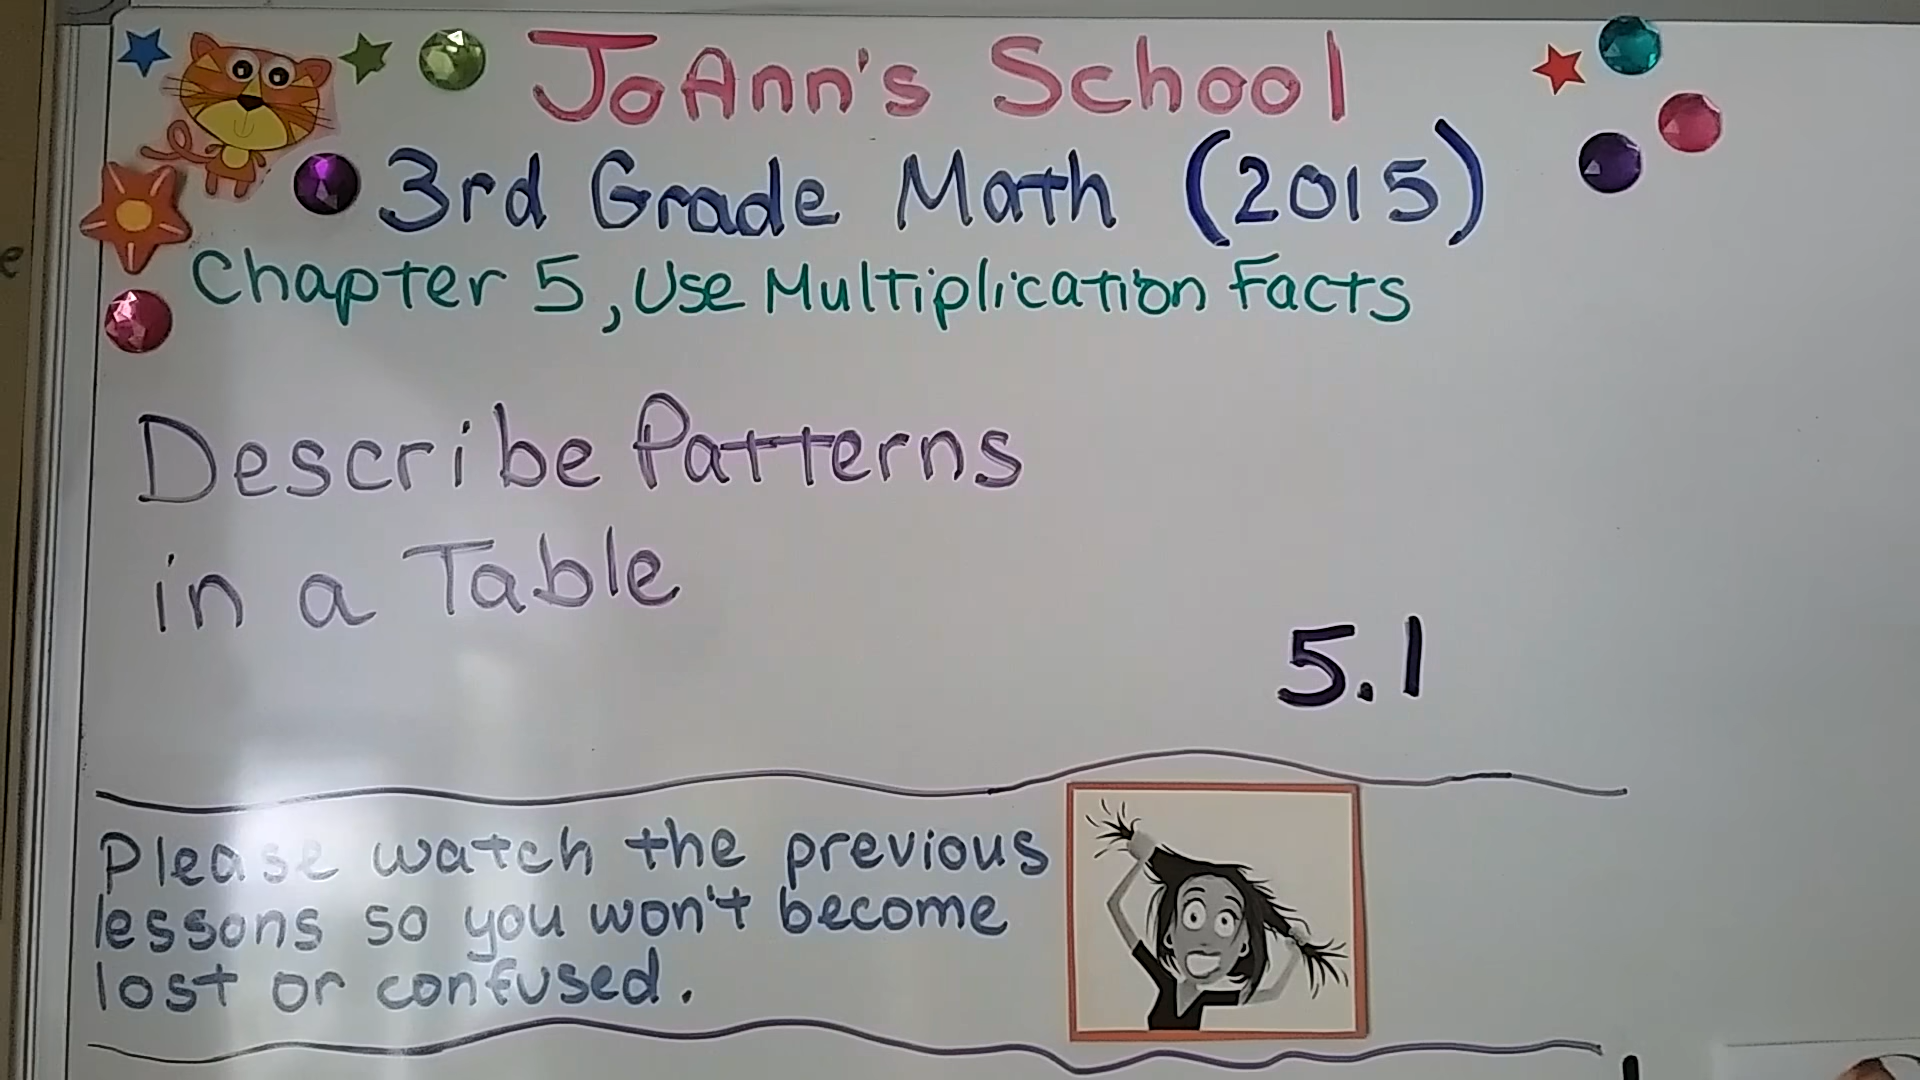 JoAnn's School
3rd Grade Math (2015)
Chapter 5, Use Multiplication Facts
Describe Patterns
in a Table
5.1
Please watch the previous
lessons so you won't become
lost or confused.